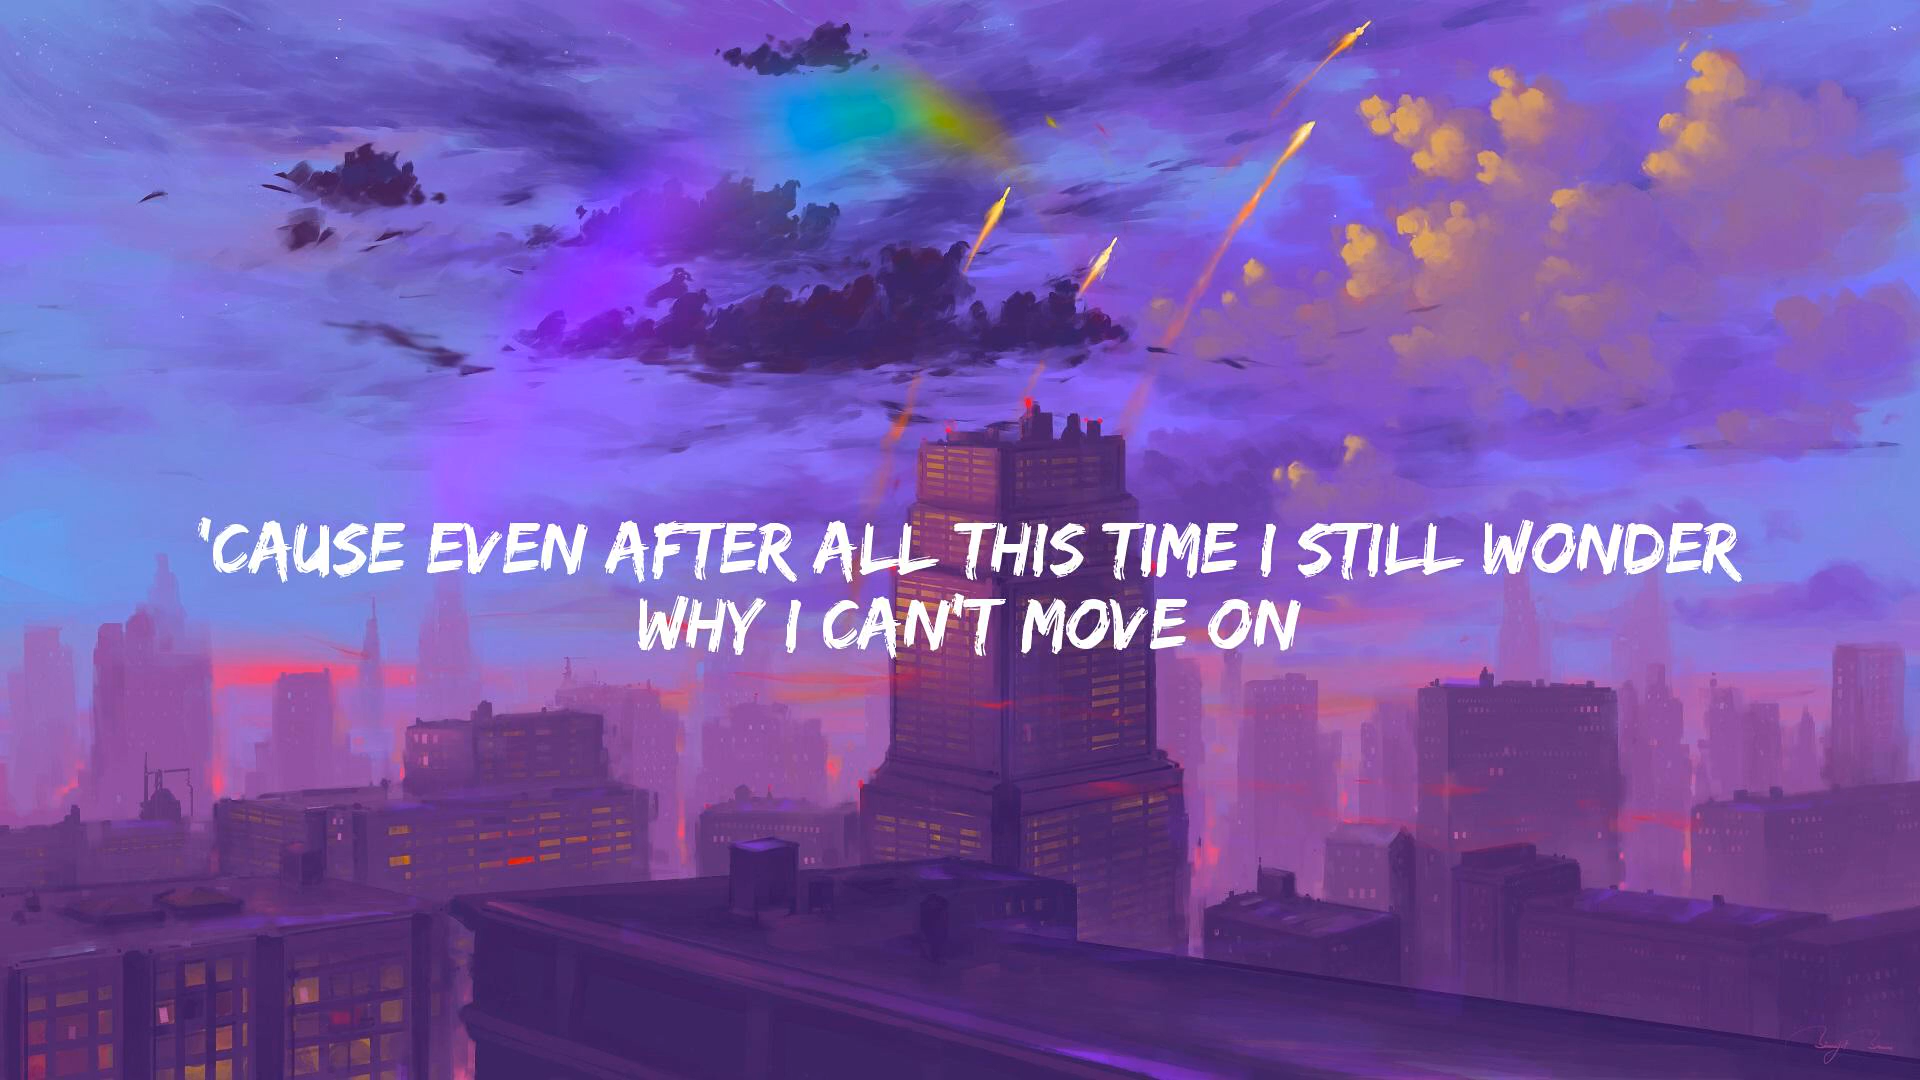 'CAUSE EVEN AFTER ALL THIS TIME I STILL WONDER
WHY I CAN'T MOVE ON